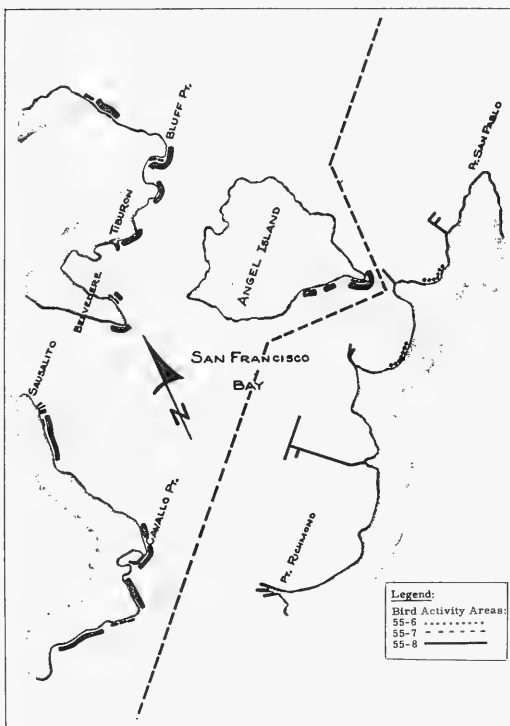 BLUFF PT.
TIBURON
BELVEDERE
SAUSALITO
CAVALLO PT.
ANGEL ISLAND
PT. SAN PABLO
SAN FRANCISCO
BAY
N
PT. RICHMOND
Legend:
Bird Activity Areas:
55-6
55-7
55-8